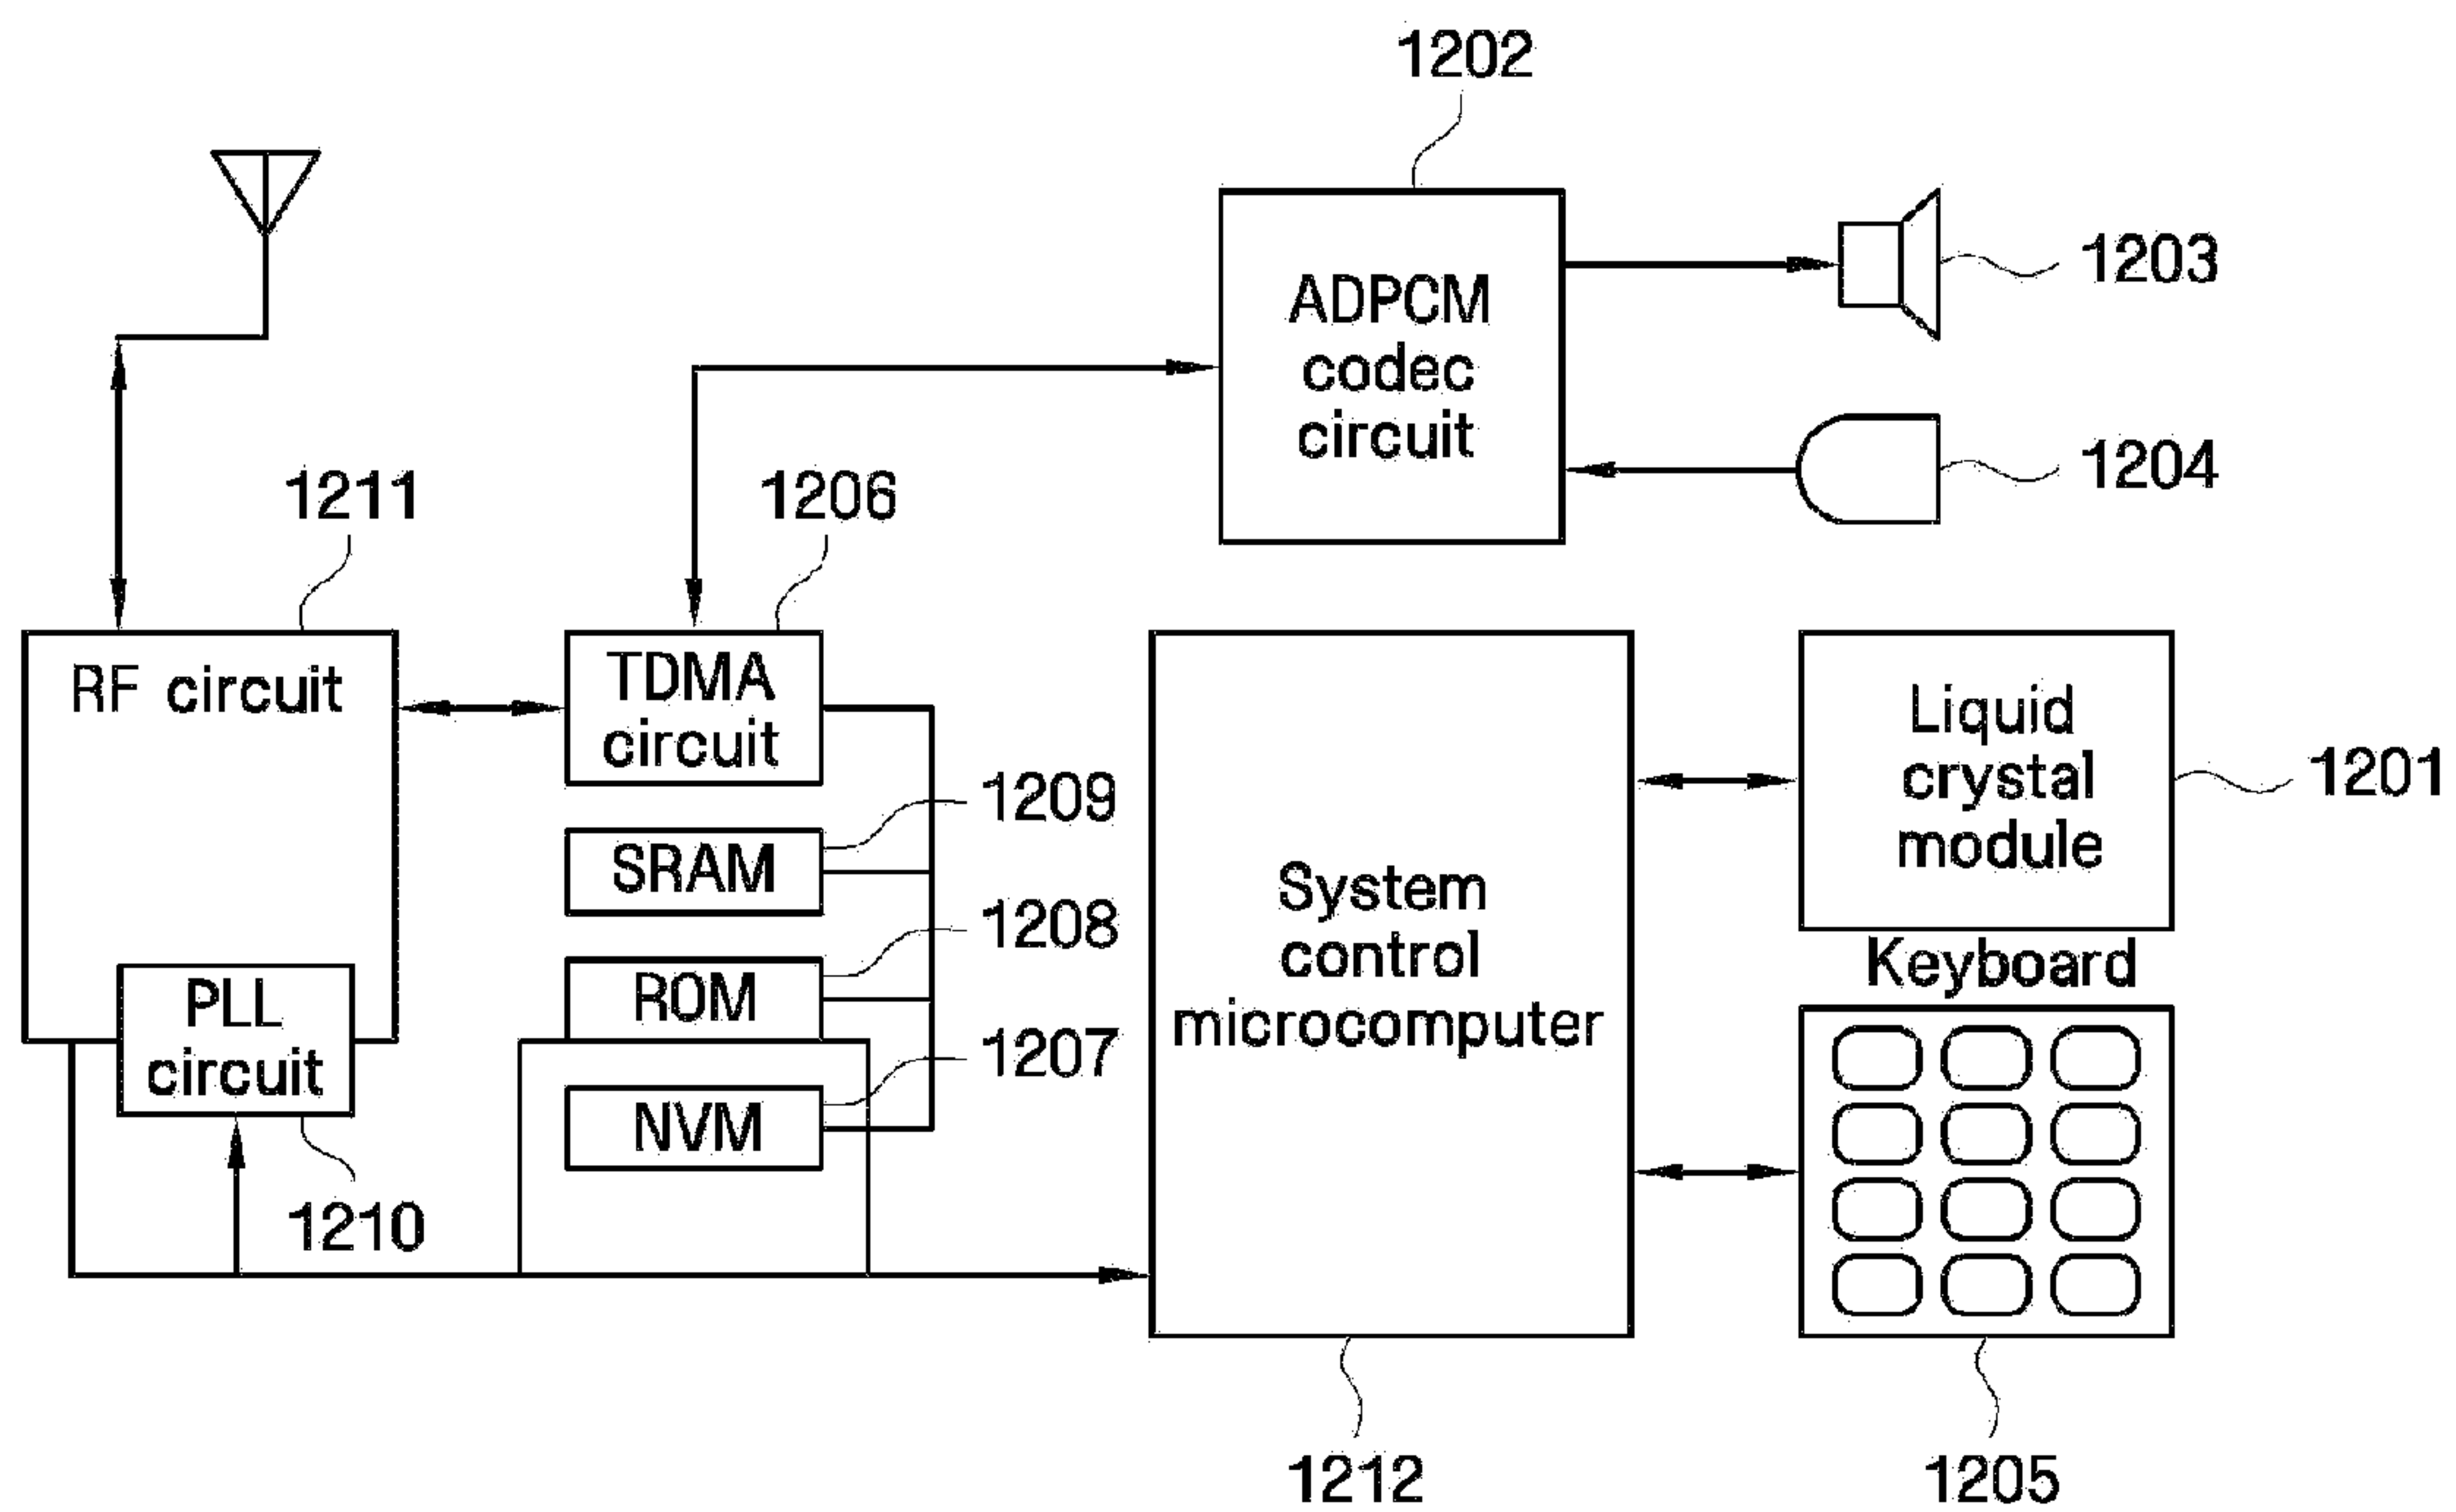 1202
ADPCM
codec
circuit
1203
1204
1211
1206
RF circuit
TDMA
circuit
1209
SRAM
1208
ROM
1207
NVM
PLL
circuit
1210
System
control
microcomputer
1212
Liquid
crystal
module
1201
Keyboard
1205